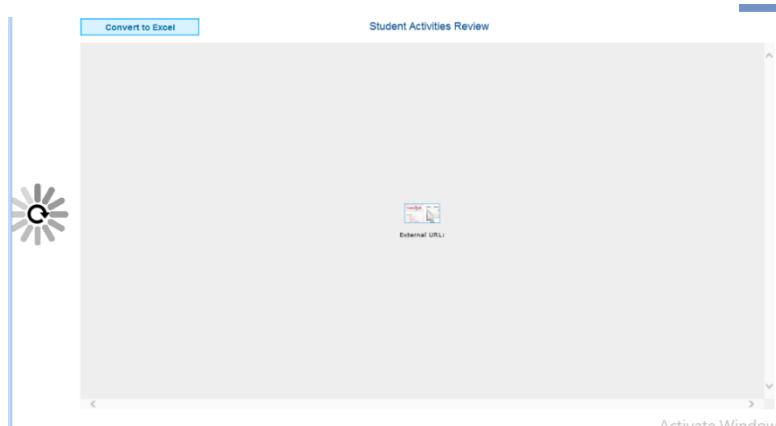 Convert to Excel
Student Activities Review
External URL:
Activate Window